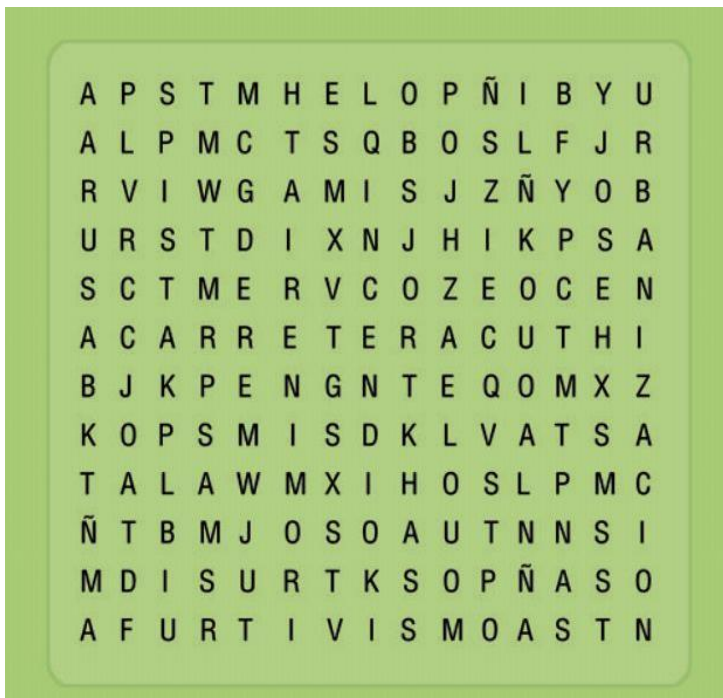 A P S T M H E L O P Ñ I B Y U
A L P M C T S Q B O S L F J R
R V I W G A M I S J Z Ñ Y O B
U R S T D I X N J H I K P S A
S C T M E R V C O Z E O C E N
A C A R R E T E R A C U T H I
B J K P E N G N T E Q O M X Z
K O P S M I S D K L V A T S A
T A L A W M X I H O S L P M C
Ñ T B M J O S O A U T N N S I
M D I S U R T K S O P Ñ A S O
A F U R T I V I S M O A S T N